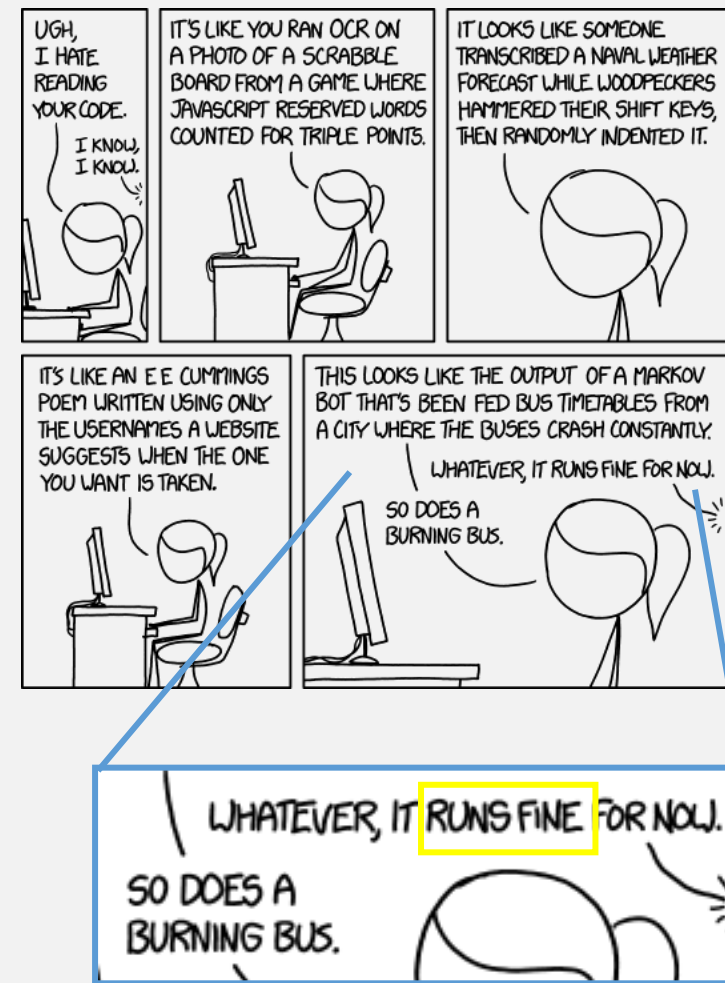 UGH,
I HATE
READING
YOUR CODE.
I KNOW,
I KNOW.
IT'S LIKE YOU RAN OCR ON
A PHOTO OF A SCRABBLE
BOARD FROM A GAME WHERE
JAVASCRIPT RESERVED WORDS
COUNTED FOR TRIPLE POINTS.
IT LOOKS LIKE SOMEONE
TRANSCRIBED A NAVAL WEATHER
FORECAST WHILE WOODPECKERS
HAMMERED THEIR SHIFT KEYS,
THEN RANDOMLY INDENTED IT.
IT'S LIKE AN E E CUMMINGS
POEM WRITTEN USING ONLY
THE USERNAMES A WEBSITE
SUGGESTS WHEN THE ONE
YOU WANT IS TAKEN.
THIS LOOKS LIKE THE OUTPUT OF A MARKOV
BOT THAT'S BEEN FED BUS TIMETABLES FROM
A CITY WHERE THE BUSES CRASH CONSTANTLY.
WHATEVER, IT RUNS FINE FOR NOW.
SO DOES A
BURNING BUS.
WHATEVER, IT RUNS FINE FOR NOW.
SO DOES A
BURNING BUS.